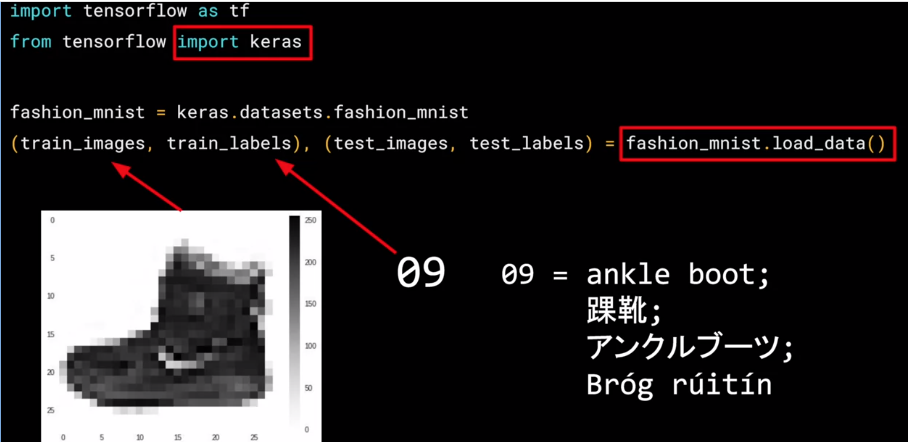 import tensorflow as tf
from tensorflow import keras
fashion_mnist = keras.datasets.fashion_mnist
(train_images, train_labels), (test_images, test_labels) = fashion_mnist.load_data()
0
5
10
15
20
25
0 5 10 15 20 25
250
200
150
100
50
0
09
09 = ankle boot;
踝靴;
アンクルブーツ;
Bróg rúitín